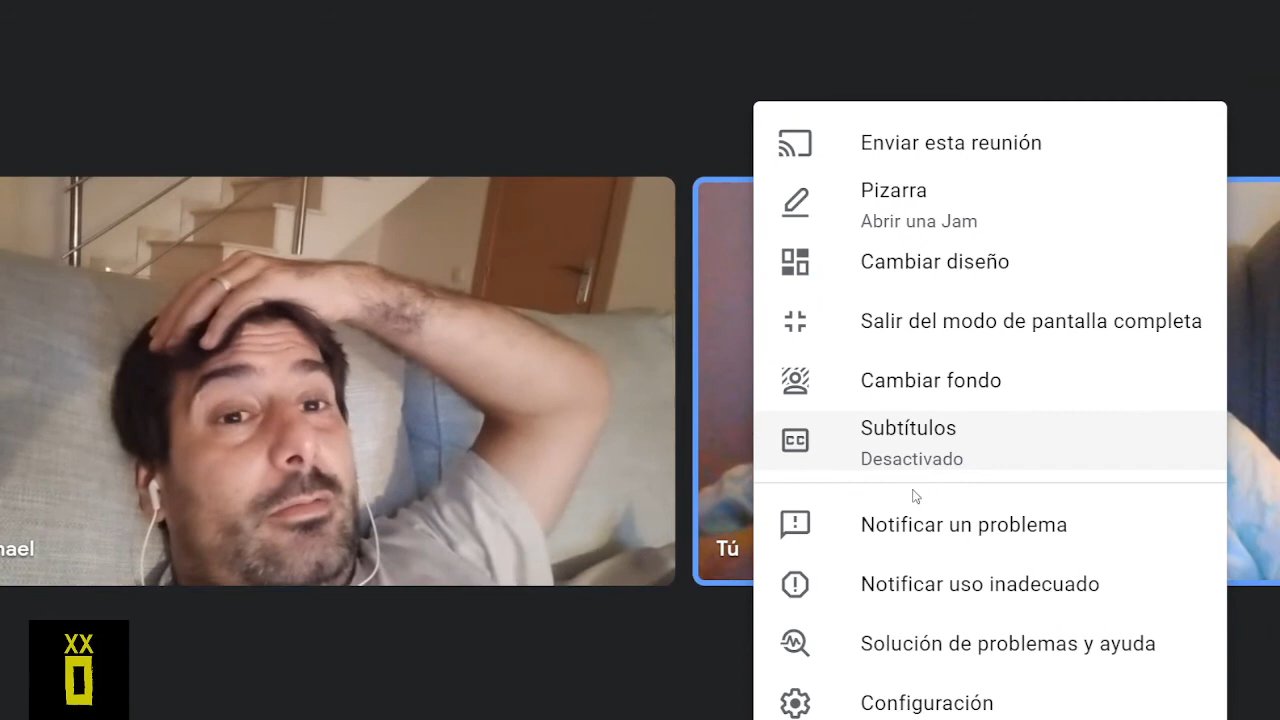 Enviar esta reunión
Pizarra
Abrir una Jam
Cambiar diseño
Salir del modo de pantalla completa
Cambiar fondo
Subtítulos
Desactivado
Notificar un problema
Notificar uso inadecuado
Solución de problemas y ayuda
Configuración
nael
Tú
XX